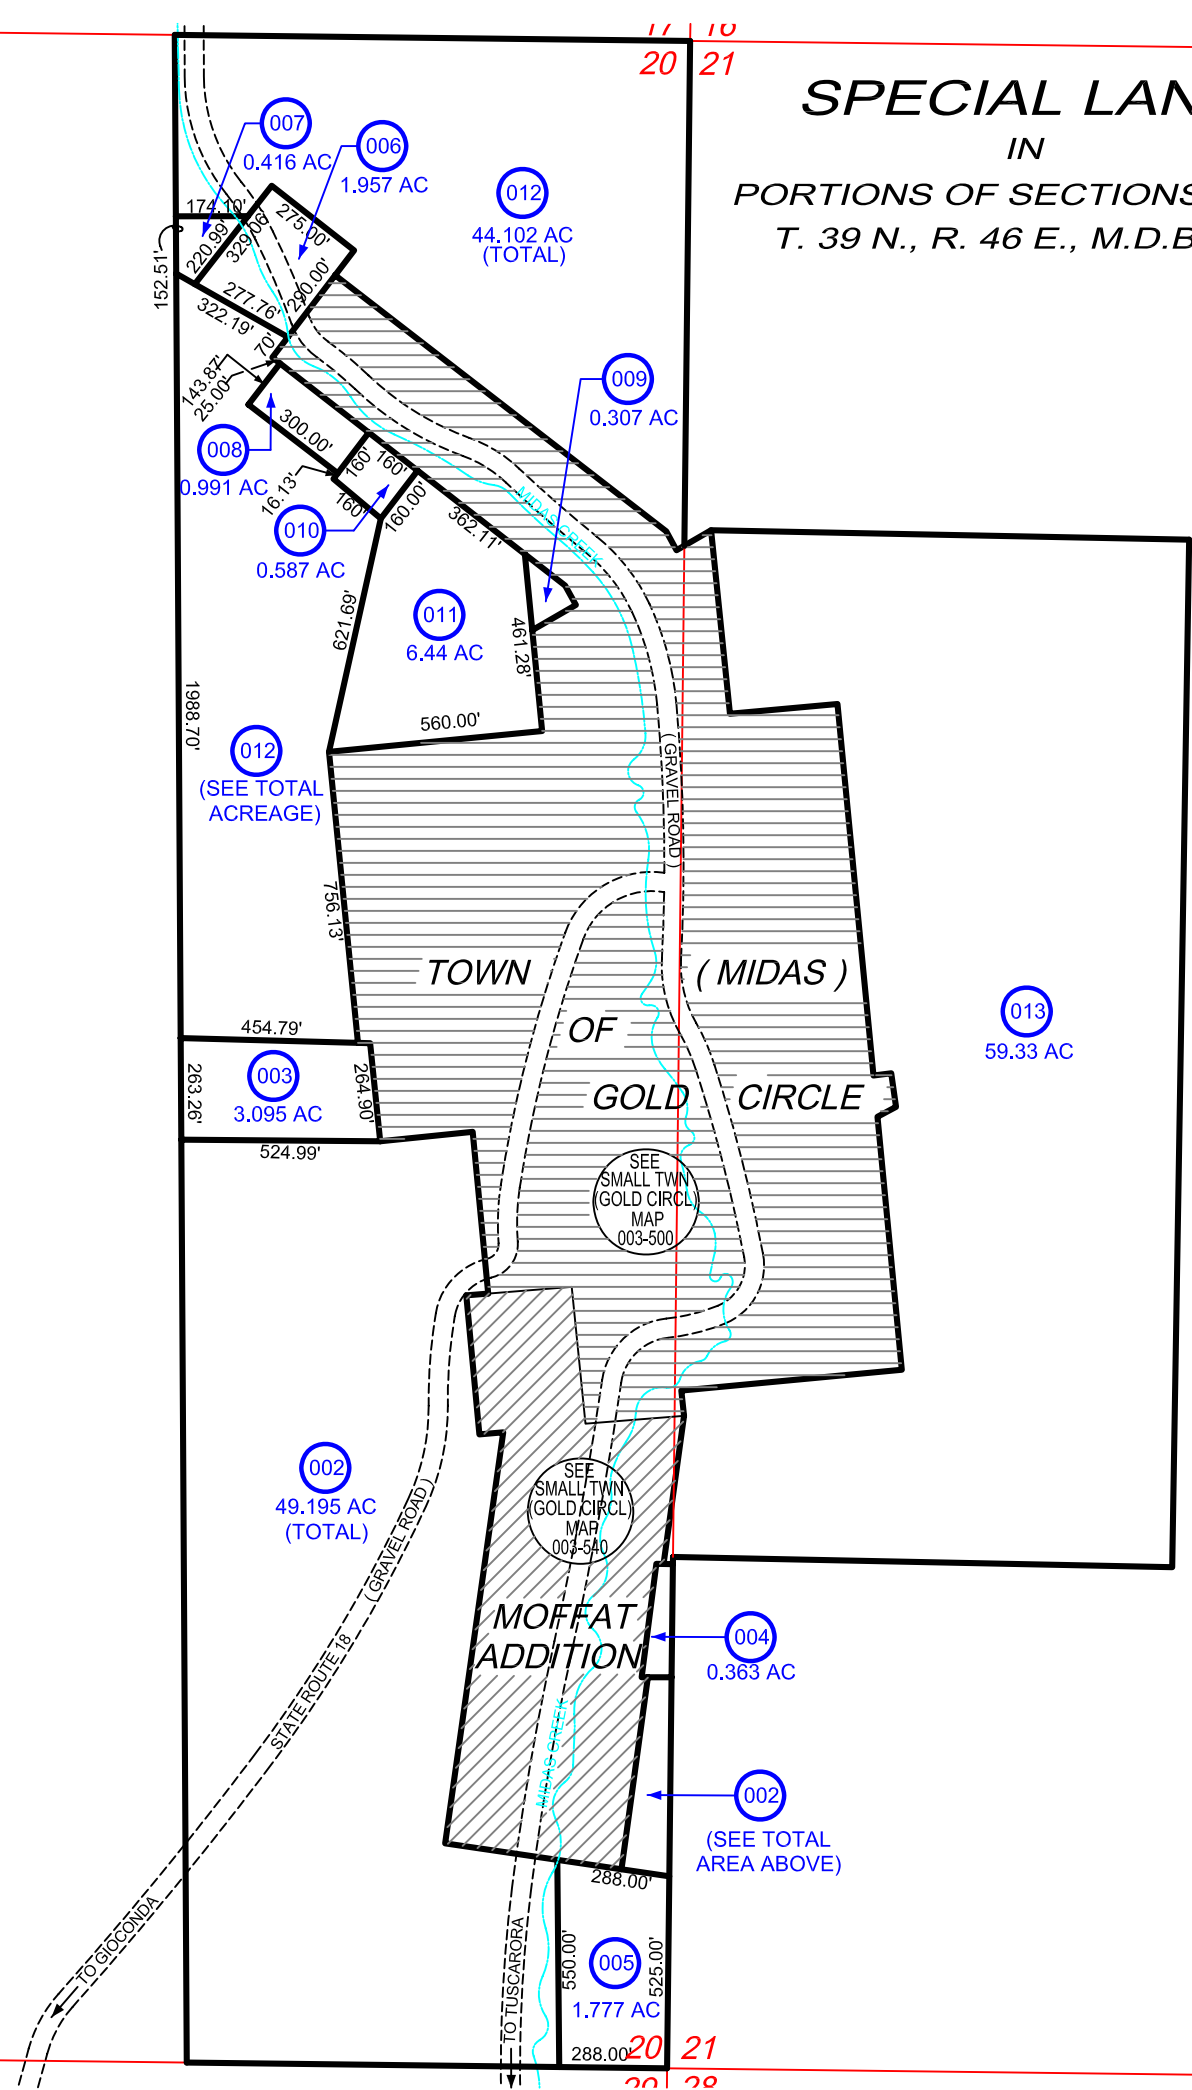 17 16
20 21
SPECIAL LAN
IN
PORTIONS OF SECTIONS
T. 39 N., R. 46 E., M.D.B
007
0.416 AC
006
1.957 AC
012
44.102 AC
(TOTAL)
174.10'
275.00'
220.99'
329.06'
152.51'
290.00'
277.76'
322.19'
70'
143.87'
25.00'
009
0.307 AC
300.00'
008
0.991 AC
160'
160'
16.13'
160'
160.00'
362.11'
MIDAS CREEK
010
0.587 AC
011
6.44 AC
621.69'
461.28'
560.00'
1988.70'
012
(SEE TOTAL
ACREAGE)
(GRAVEL ROAD)
756.13'
TOWN
( MIDAS )
OF
GOLD
CIRCLE
013
59.33 AC
454.79'
003
3.095 AC
263.26'
264.90'
524.99'
SEE
SMALL TWN
(GOLD CIRCL)
MAP
003-500
002
49.195 AC
(TOTAL)
(GRAVEL ROAD)
STATE ROUTE 18
SEE
SMALL TWN
(GOLD CIRCL)
MAP
003-540
MOFFAT
ADDITION
004
0.363 AC
MIDAS CREEK
002
(SEE TOTAL
AREA ABOVE)
288.00'
TO GIOCONDA
TO TUSCARORA
550.00'
005
525.00'
1.777 AC
288.00'
20 21
29 28